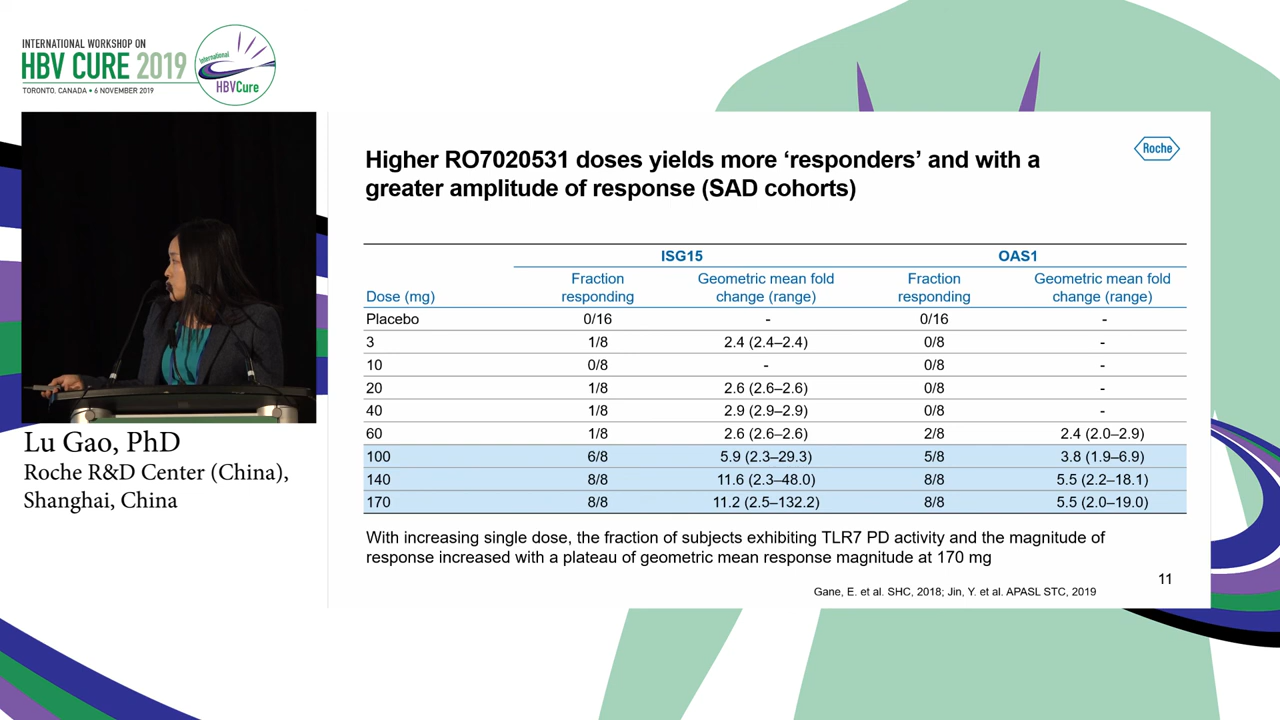 INTERNATIONAL WORKSHOP ON
HBV CURE 2019
TORONTO, CANADA • 6 NOVEMBER 2019
International
HBVCure
Lu Gao, PhD
Roche R&D Center (China),
Shanghai, China
Roche
Higher RO7020531 doses yields more ‘responders’ and with a
greater amplitude of response (SAD cohorts)
ISG15 OAS1
Dose (mg) Fraction responding Geometric mean fold change (range) Fraction responding Geometric mean fold change (range)
Placebo 0/16 - 0/16 -
3 1/8 2.4 (2.4–2.4) 0/8 -
10 0/8 - 0/8 -
20 1/8 2.6 (2.6–2.6) 0/8 -
40 1/8 2.9 (2.9–2.9) 0/8 -
60 1/8 2.6 (2.6–2.6) 2/8 2.4 (2.0–2.9)
100 6/8 5.9 (2.3–29.3) 5/8 3.8 (1.9–6.9)
140 8/8 11.6 (2.3–48.0) 8/8 5.5 (2.2–18.1)
170 8/8 11.2 (2.5–132.2) 8/8 5.5 (2.0–19.0)
With increasing single dose, the fraction of subjects exhibiting TLR7 PD activity and the magnitude of
response increased with a plateau of geometric mean response magnitude at 170 mg
11
Gane, E. et al. SHC, 2018; Jin, Y. et al. APASL STC, 2019